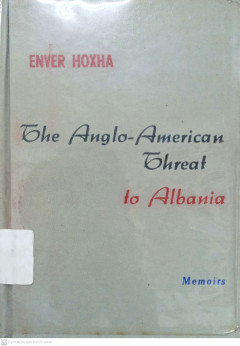 ENVER HOXHA
The Anglo-American
Threat
to Albania
Memoirs